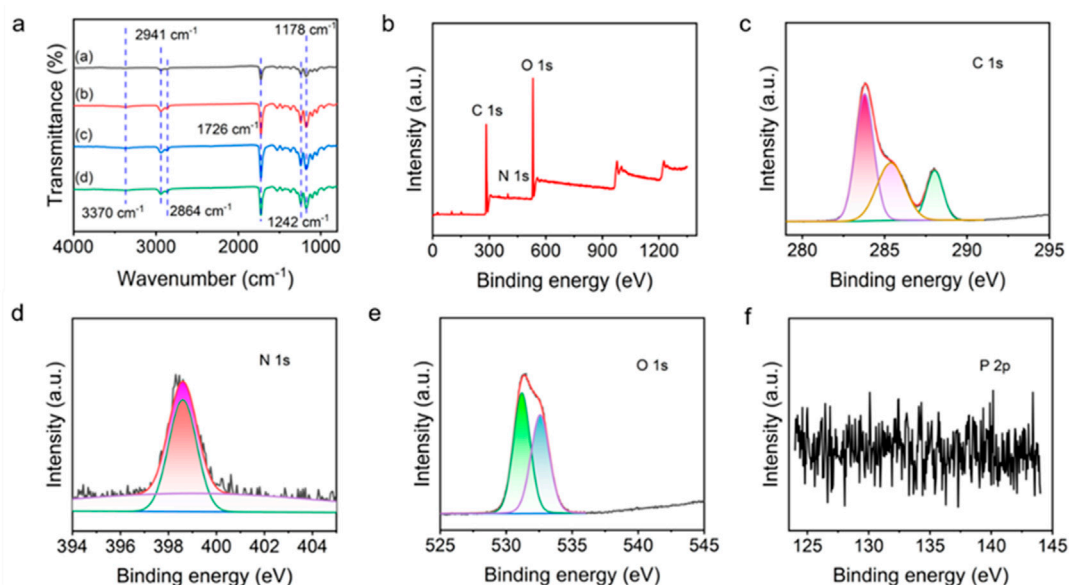 a
2941 cm⁻¹
1178 cm⁻¹
(a)
(b)
1726 cm⁻¹
(c)
(d)
3370 cm⁻¹
2864 cm⁻¹
1242 cm⁻¹
Transmittance (%)
4000 3000 2000 1000
Wavenumber (cm⁻¹)
b
O 1s
C 1s
N 1s
Intensity (a.u.)
0 300 600 900 1200
Binding energy (eV)
c
C 1s
Intensity (a.u.)
280 285 290 295
Binding energy (eV)
d
N 1s
Intensity (a.u.)
394 396 398 400 402 404
Binding energy (eV)
e
O 1s
Intensity (a.u.)
525 530 535 540 545
Binding energy (eV)
f
P 2p
Intensity (a.u.)
125 130 135 140 145
Binding energy (eV)